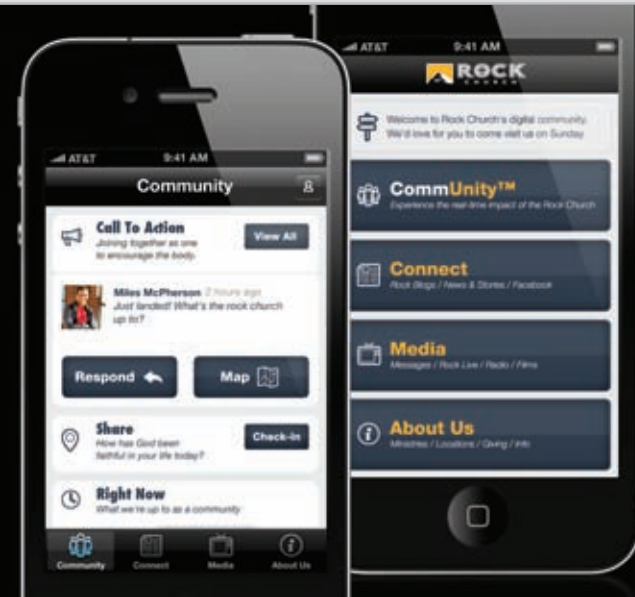 AT&T 9:41 AM
Community
Call To Action
Joining together as one
to encourage the body.
View All
Miles McPherson 2 hours ago
Just landed! What's the rock church
up to?
Respond
Map
Share
How has God been
faithful in your life today?
Check-in
Right Now
What we're up to as a community
Community Connect Media About Us
AT&T 9:41 AM
ROCK
CHURCH
Welcome to Rock Church's digital community.
We'd love for you to come visit us on Sunday
CommUnity™
Experience the real-time impact of the Rock Church
Connect
Rock Blogs / News & Stories / Facebook
Media
Messages / Rock Live / Radio / Films
About Us
Ministries / Locations / Giving / Info